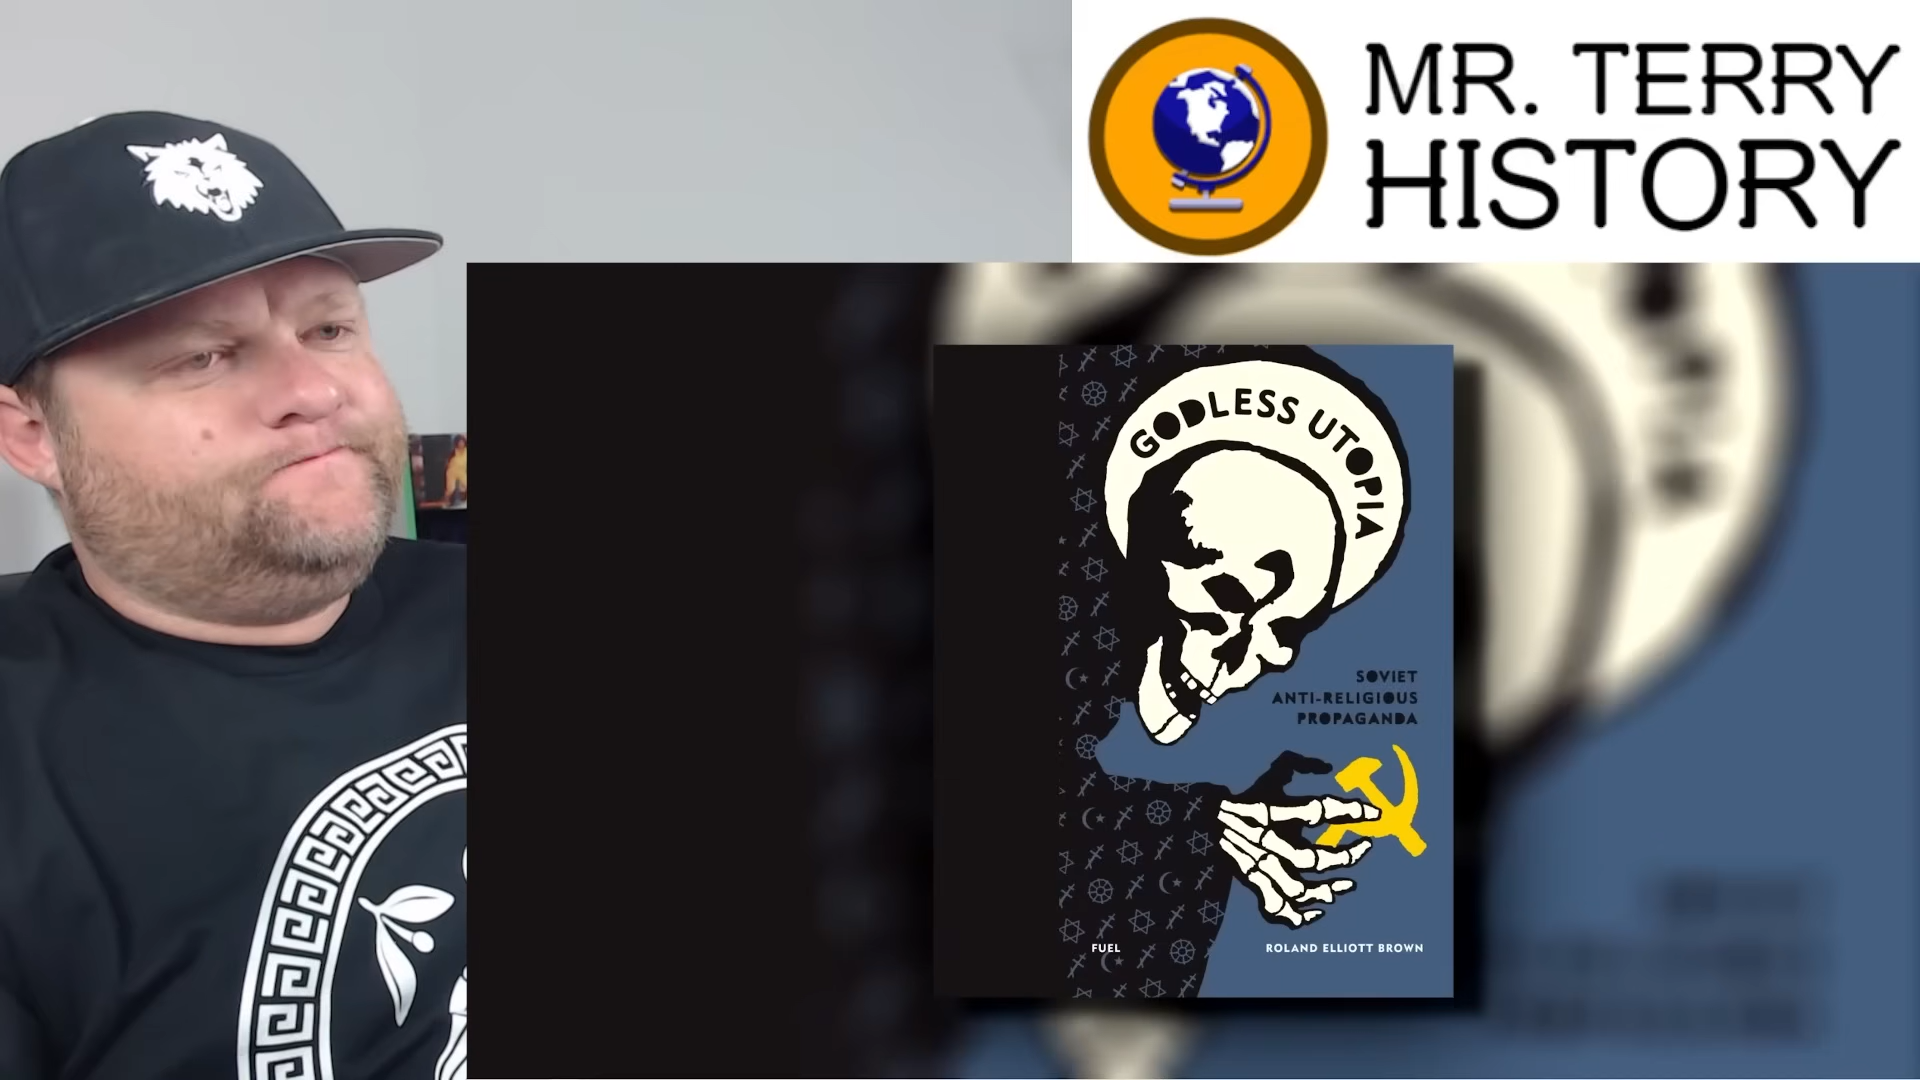 MR. TERRY
HISTORY
GODLESS UTOPIA
SOVIET
ANTI-RELIGIOUS
PROPAGANDA
FUEL
ROLAND ELLIOTT BROWN